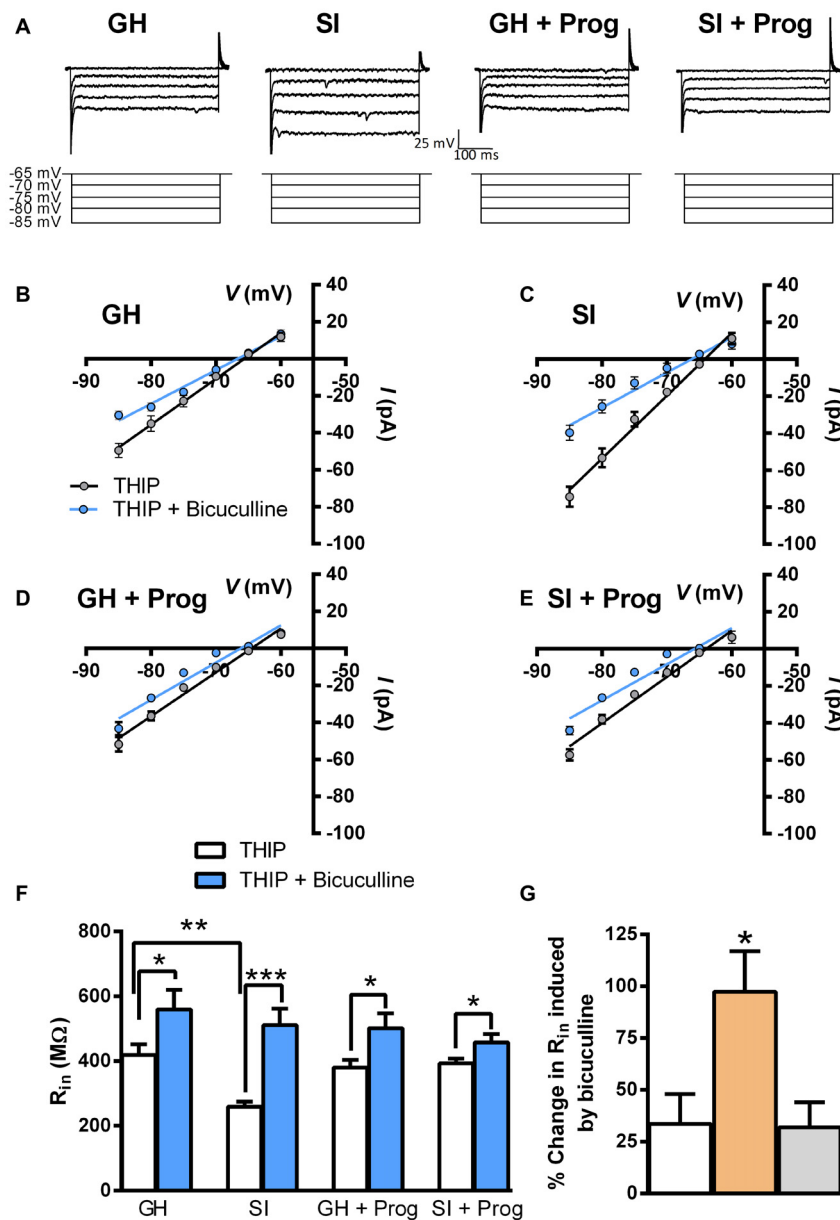 A
GH
SI
GH + Prog
SI + Prog
25 mV
100 ms
-65 mV
-70 mV
-75 mV
-80 mV
-85 mV
B
GH
V (mV)
40
20
-90
-80
-70
-60
-50
-20
-40
-60
-80
-100
I (pA)
THIP
THIP + Bicuculline
C
SI
V (mV)
40
20
-90
-80
-70
-60
-50
-20
-40
-60
-80
-100
I (pA)
D
GH + Prog
V (mV)
40
20
-90
-80
-70
-60
-50
-20
-40
-60
-80
-100
I (pA)
E
SI + Prog
V (mV)
40
20
-90
-80
-70
-60
-50
-20
-40
-60
-80
-100
I (pA)
THIP
THIP + Bicuculline
F
Rin (MΩ)
800
600
400
200
0
*
**
***
*
*
GH
SI
GH + Prog
SI + Prog
G
% Change in Rin induced
by bicuculline
125
100
75
50
25
0
*